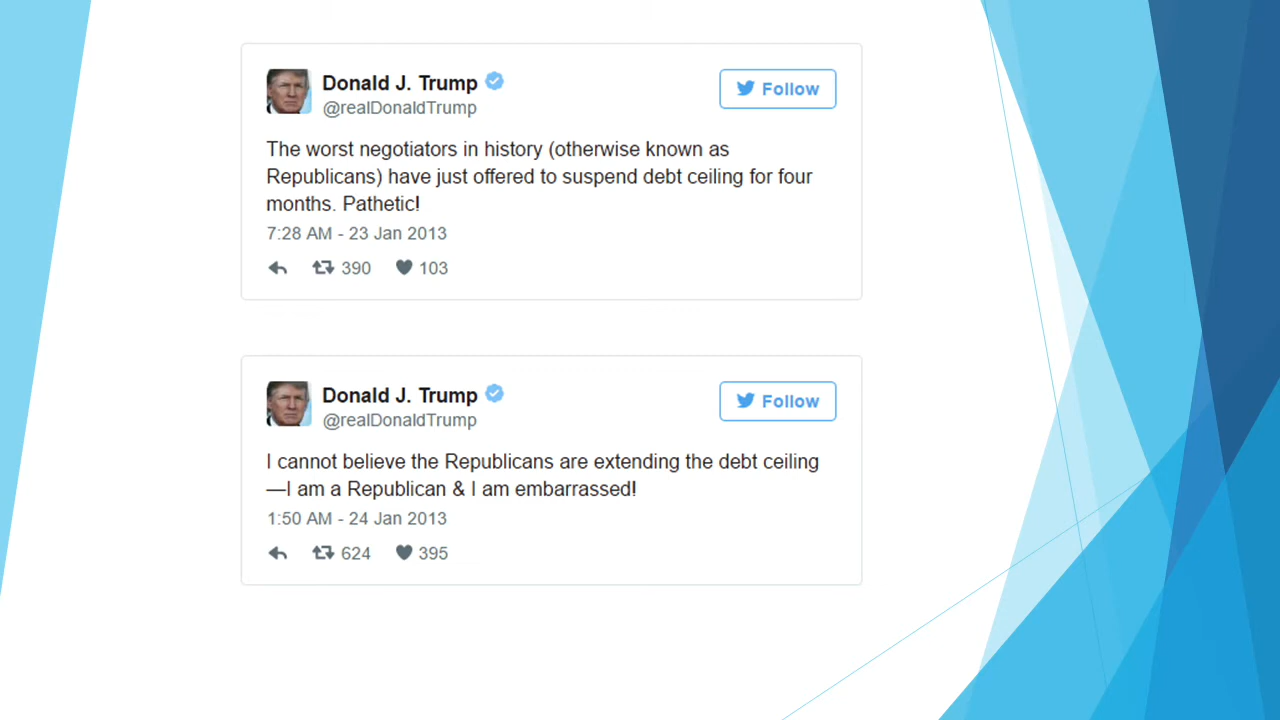 Donald J. Trump
Follow
@realDonaldTrump
The worst negotiators in history (otherwise known as
Republicans) have just offered to suspend debt ceiling for four
months. Pathetic!
7:28 AM - 23 Jan 2013
390 103
Donald J. Trump
Follow
@realDonaldTrump
I cannot believe the Republicans are extending the debt ceiling
—I am a Republican & I am embarrassed!
1:50 AM - 24 Jan 2013
624 395